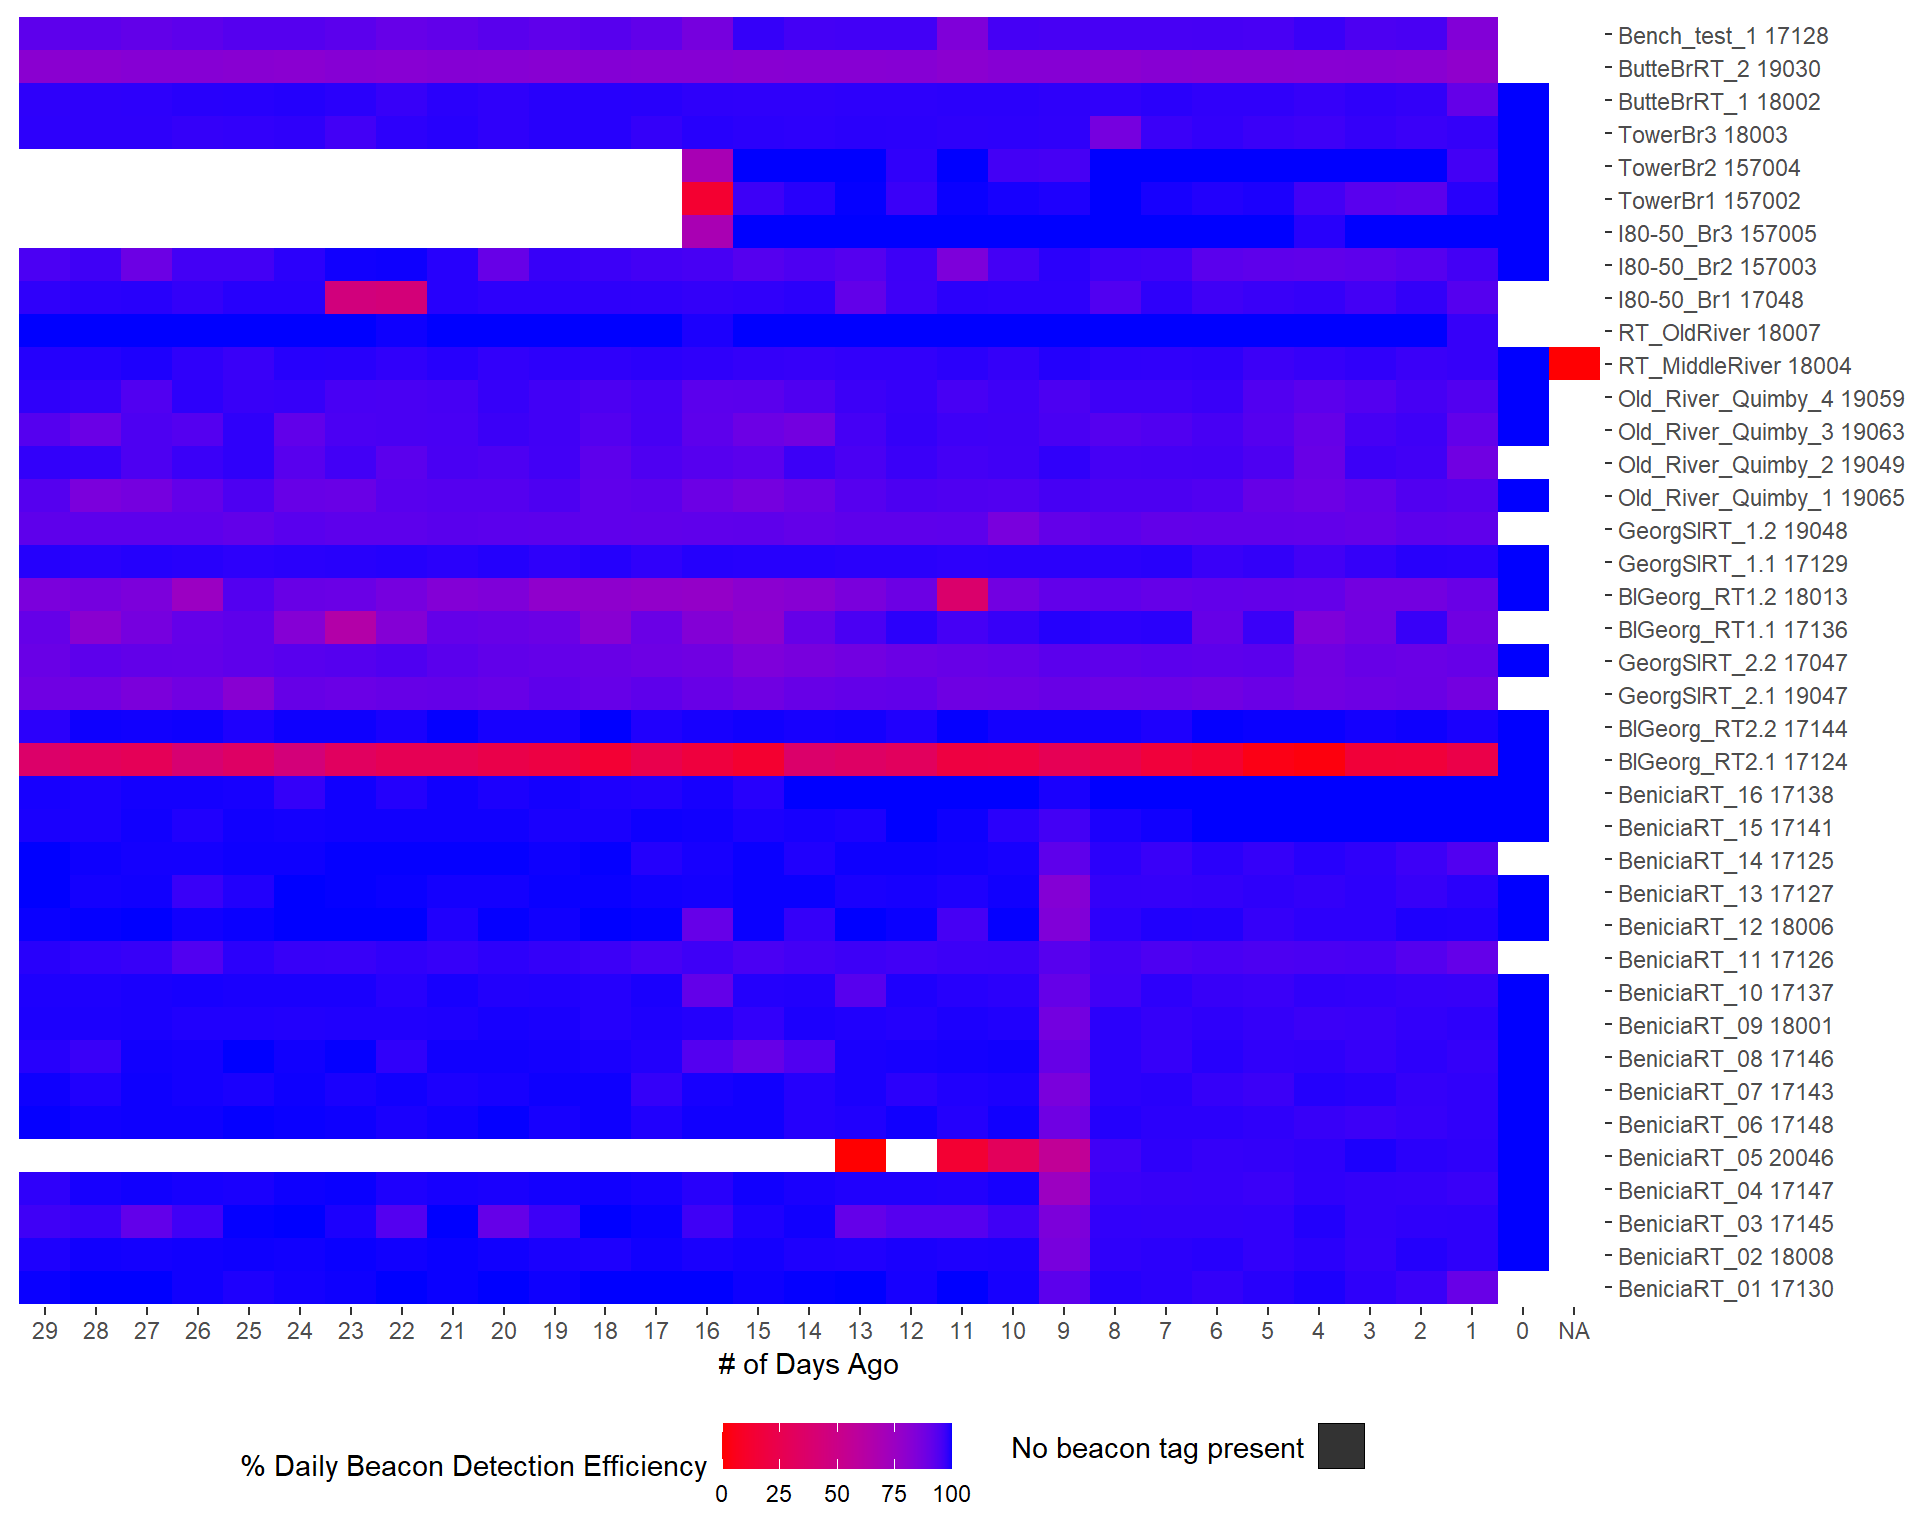 Bench_test_1 17128
ButteBrRT_2 19030
ButteBrRT_1 18002
TowerBr3 18003
TowerBr2 157004
TowerBr1 157002
I80-50_Br3 157005
I80-50_Br2 157003
I80-50_Br1 17048
RT_OldRiver 18007
RT_MiddleRiver 18004
Old_River_Quimby_4 19059
Old_River_Quimby_3 19063
Old_River_Quimby_2 19049
Old_River_Quimby_1 19065
GeorgSlRT_1.2 19048
GeorgSlRT_1.1 17129
BlGeorg_RT1.2 18013
BlGeorg_RT1.1 17136
GeorgSlRT_2.2 17047
GeorgSlRT_2.1 19047
BlGeorg_RT2.2 17144
BlGeorg_RT2.1 17124
BeniciaRT_16 17138
BeniciaRT_15 17141
BeniciaRT_14 17125
BeniciaRT_13 17127
BeniciaRT_12 18006
BeniciaRT_11 17126
BeniciaRT_10 17137
BeniciaRT_09 18001
BeniciaRT_08 17146
BeniciaRT_07 17143
BeniciaRT_06 17148
BeniciaRT_05 20046
BeniciaRT_04 17147
BeniciaRT_03 17145
BeniciaRT_02 18008
BeniciaRT_01 17130
29 28 27 26 25 24 23 22 21 20 19 18 17 16 15 14 13 12 11 10 9 8 7 6 5 4 3 2 1 0 NA
# of Days Ago
% Daily Beacon Detection Efficiency
0 25 50 75 100
No beacon tag present